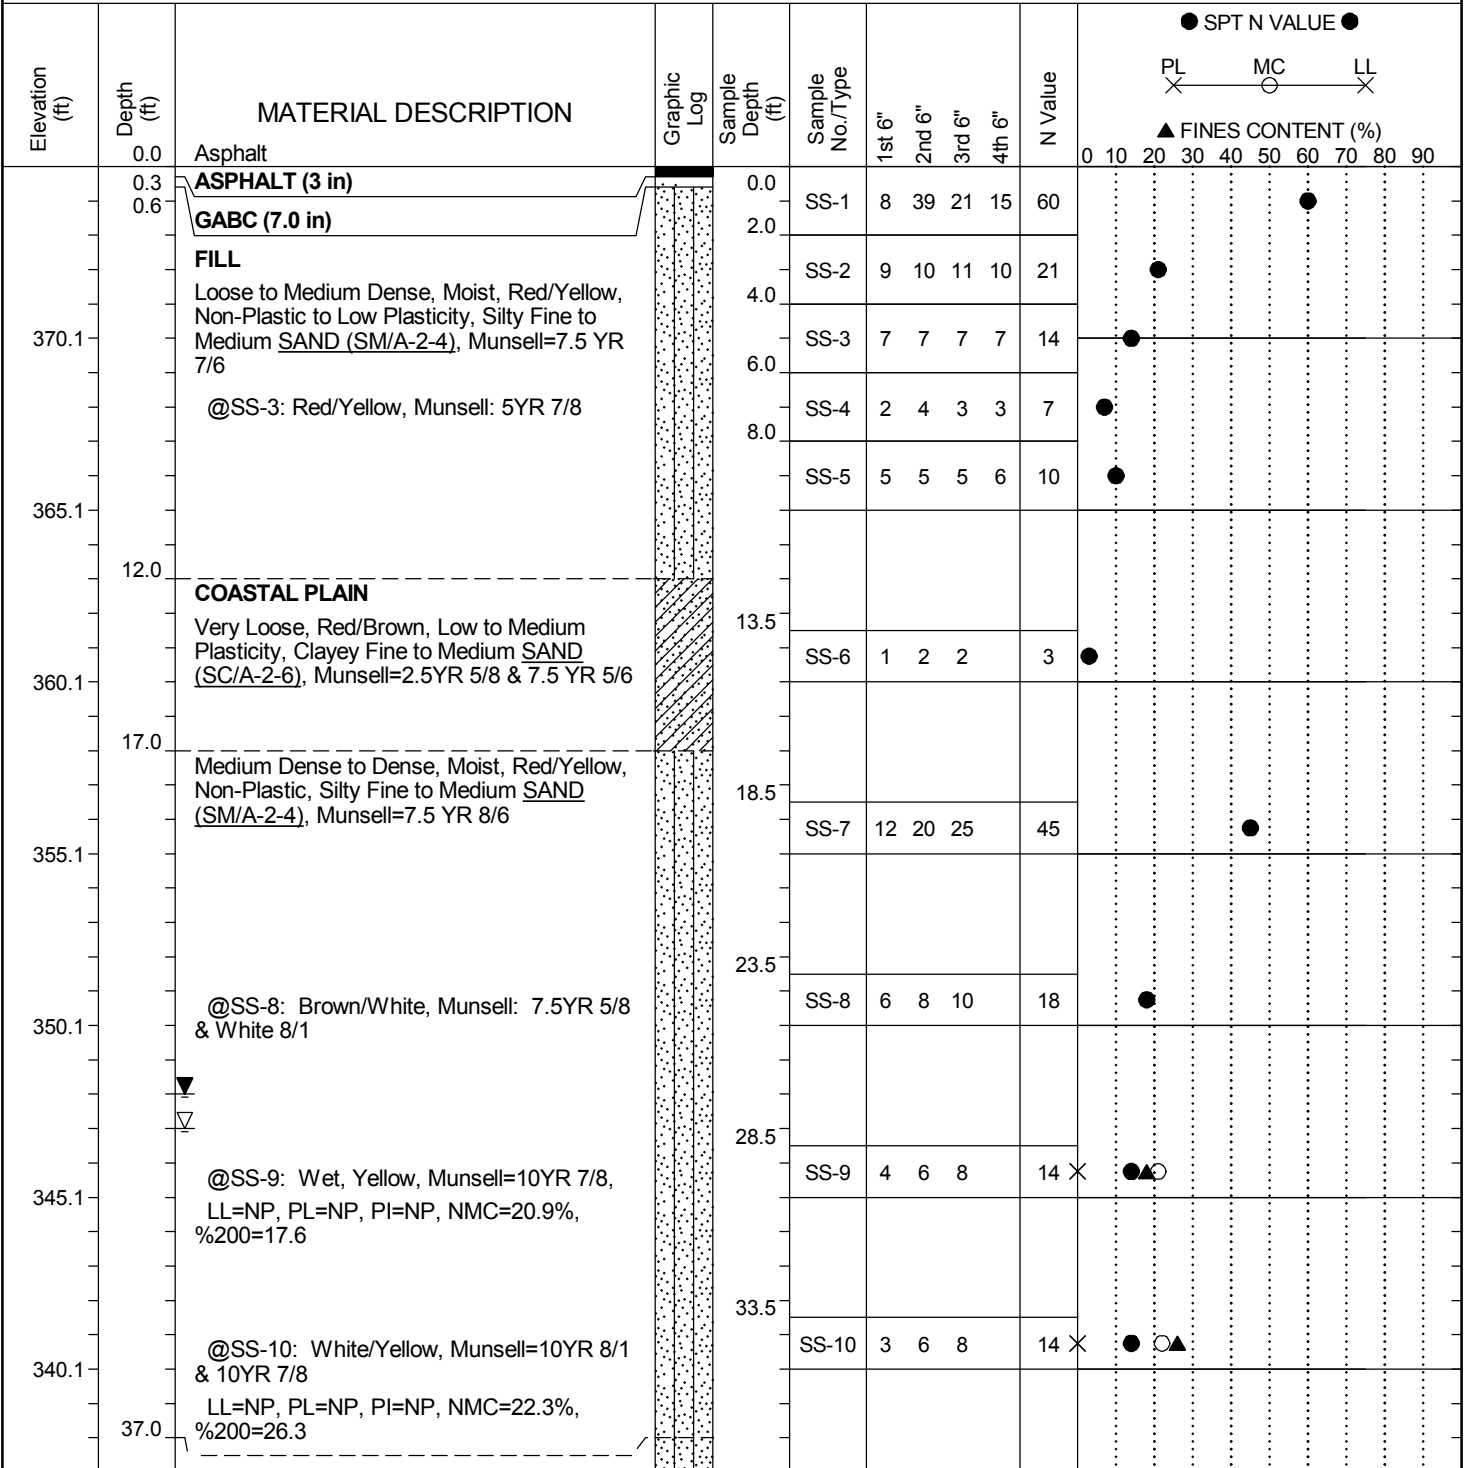 ● SPT N VALUE ●
PL MC LL
▲ FINES CONTENT (%)
0 10 20 30 40 50 60 70 80 90
Elevation (ft)
Depth (ft)
MATERIAL DESCRIPTION
Graphic Log
Sample Depth (ft)
Sample No./Type
1st 6"
2nd 6"
3rd 6"
4th 6"
N Value
0.0 Asphalt
0.3 ASPHALT (3 in) 0.0
0.6 SS-1 8 39 21 15 60
GABC (7.0 in) 2.0
FILL SS-2 9 10 11 10 21
Loose to Medium Dense, Moist, Red/Yellow, 4.0
Non-Plastic to Low Plasticity, Silty Fine to
370.1 Medium SAND (SM/A-2-4), Munsell=7.5 YR SS-3 7 7 7 7 14
7/6 6.0
@SS-3: Red/Yellow, Munsell: 5YR 7/8 SS-4 2 4 3 3 7
8.0
SS-5 5 5 5 6 10
365.1
12.0
COASTAL PLAIN
Very Loose, Red/Brown, Low to Medium 13.5
Plasticity, Clayey Fine to Medium SAND SS-6 1 2 2 3
360.1 (SC/A-2-6), Munsell=2.5YR 5/8 & 7.5 YR 5/6
17.0
Medium Dense to Dense, Moist, Red/Yellow,
Non-Plastic, Silty Fine to Medium SAND 18.5
(SM/A-2-4), Munsell=7.5 YR 8/6 SS-7 12 20 25 45
355.1
23.5
@SS-8: Brown/White, Munsell: 7.5YR 5/8 SS-8 6 8 10 18
350.1 & White 8/1
28.5
@SS-9: Wet, Yellow, Munsell=10YR 7/8, SS-9 4 6 8 14
345.1
LL=NP, PL=NP, PI=NP, NMC=20.9%,
%200=17.6
33.5
@SS-10: White/Yellow, Munsell=10YR 8/1 SS-10 3 6 8 14
340.1 & 10YR 7/8
LL=NP, PL=NP, PI=NP, NMC=22.3%,
37.0 %200=26.3